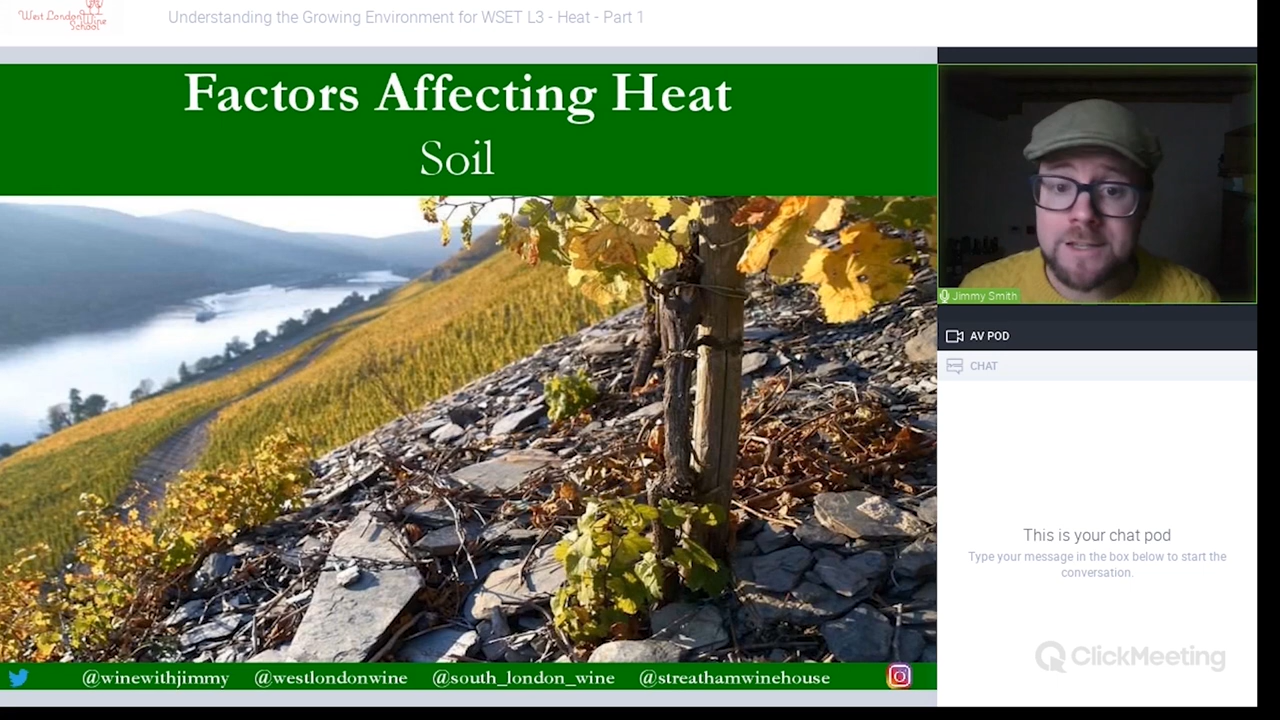 West London
Wine
School
Understanding the Growing Environment for WSET L3 - Heat - Part 1
Factors Affecting Heat
Soil
Jimmy Smith
AV POD
CHAT
This is your chat pod
Type your message in the box below to start the
conversation.
ClickMeeting
@winewithjimmy @westlondonwine @south_london_wine @streathamwinehouse